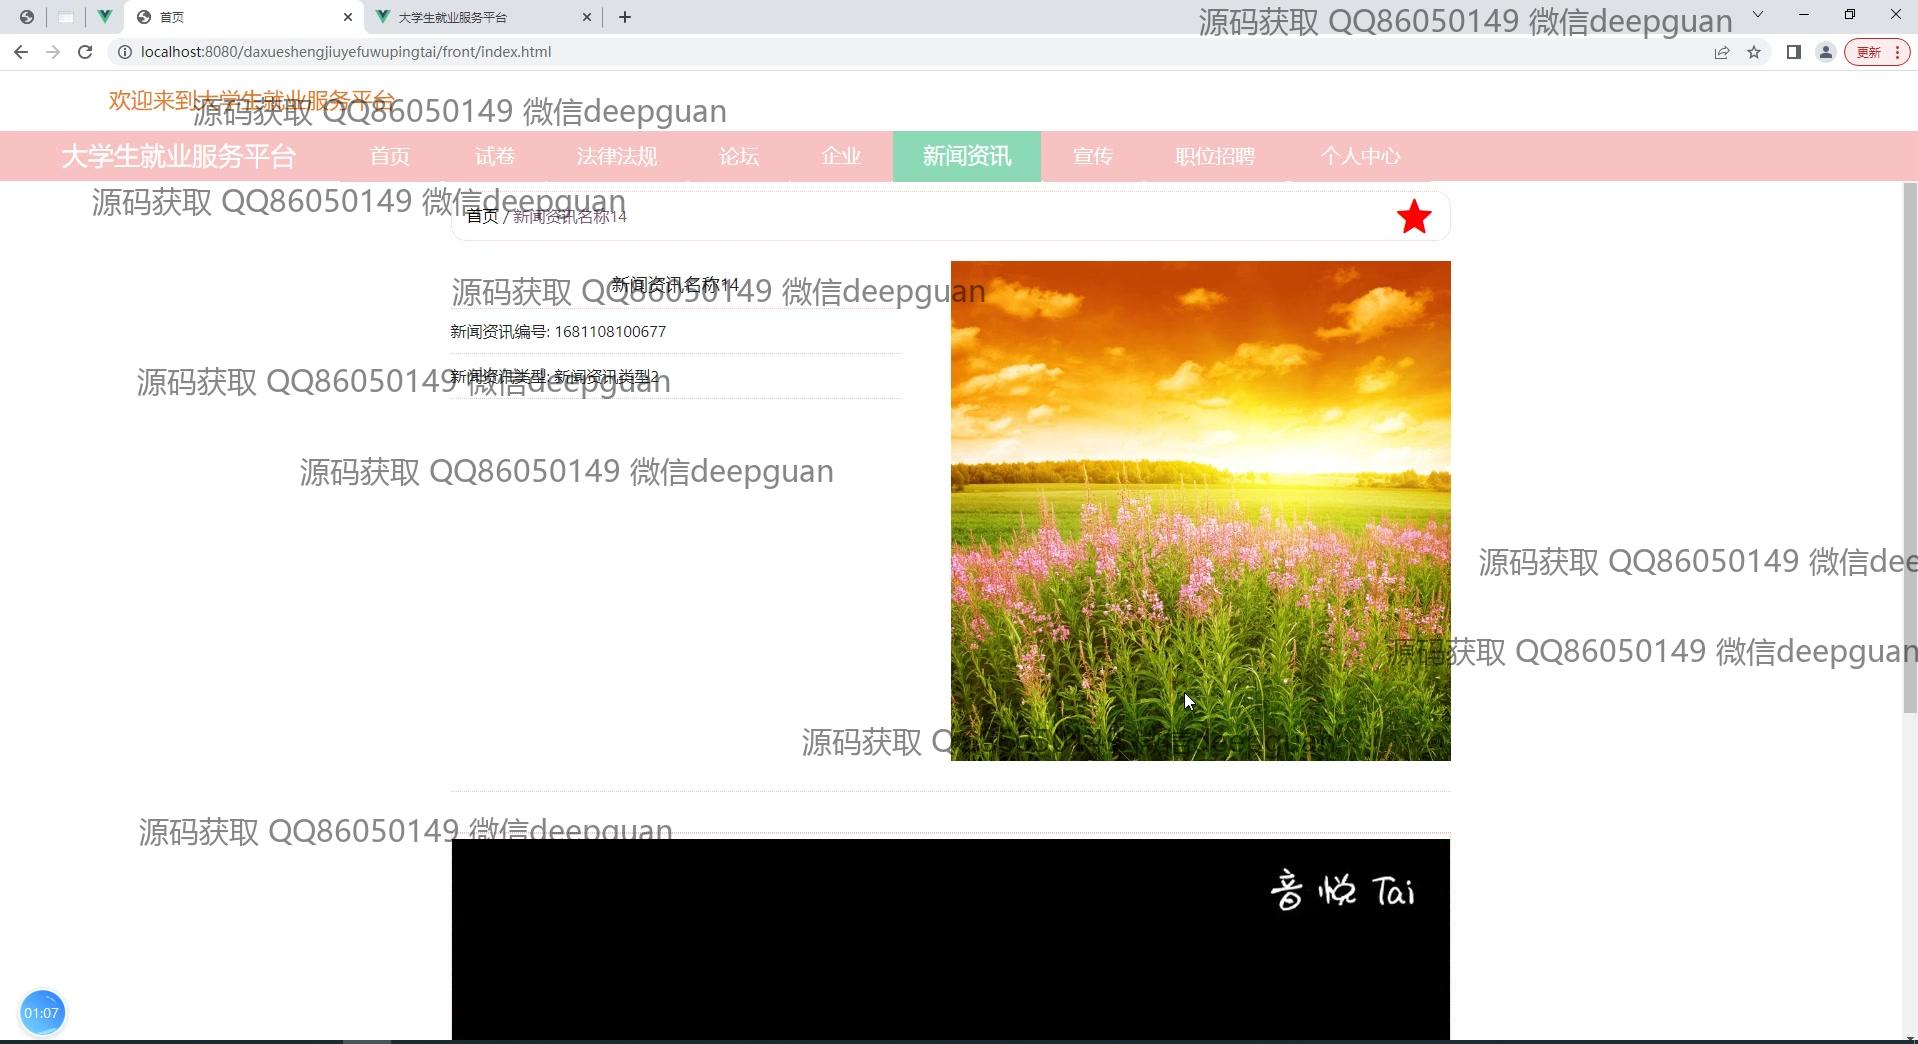 首页
大学生就业服务平台
源码获取 QQ86050149 微信deepguan
localhost:8080/daxueshengjiuyefuwupingtai/front/index.html
更新
欢迎来到大学生就业服务平台
源码获取 QQ86050149 微信deepguan
大学生就业服务平台 首页 试卷 法律法规 论坛 企业 新闻资讯 宣传 职位招聘 个人中心
源码获取 QQ86050149 微信deepguan
首页 / 新闻资讯名称14
新闻资讯名称14
源码获取 QQ86050149 微信deepguan
新闻资讯编号: 1681108100677
新闻资讯类型: 新闻资讯类型2
源码获取 QQ86050149 微信deepguan
源码获取 QQ86050149 微信deepguan
源码获取 QQ86050149 微信dee
源码获取 QQ86050149 微信deepguan
源码获取 QQ86050149 微信deepguan
源码获取 QQ86050149 微信deepguan
音悦Tai
01:07